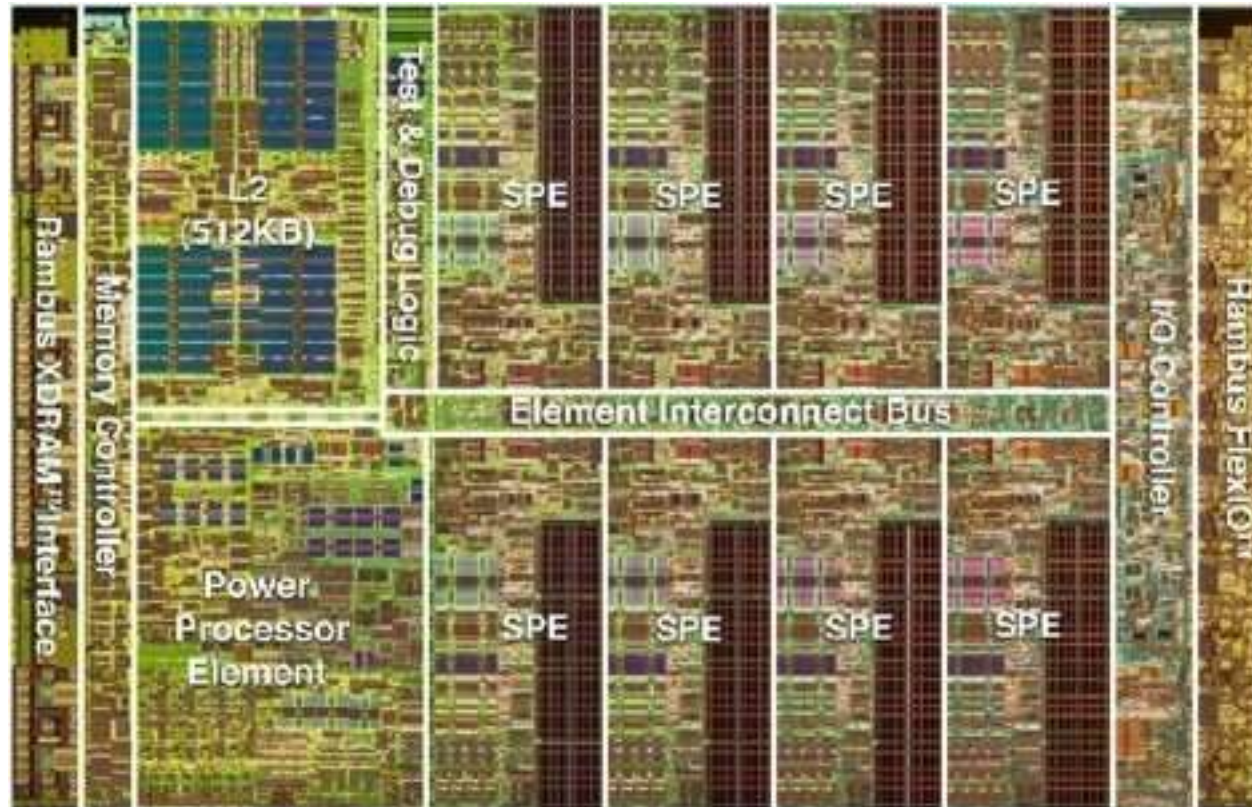 Rambus XDRAM™ Interface
Memory Controller
L2
(512KB)
Test & Debug Logic
SPE
SPE
SPE
SPE
Element Interconnect Bus
Power
Processor
Element
SPE
SPE
SPE
SPE
I/O Controller
Rambus FlexIO™